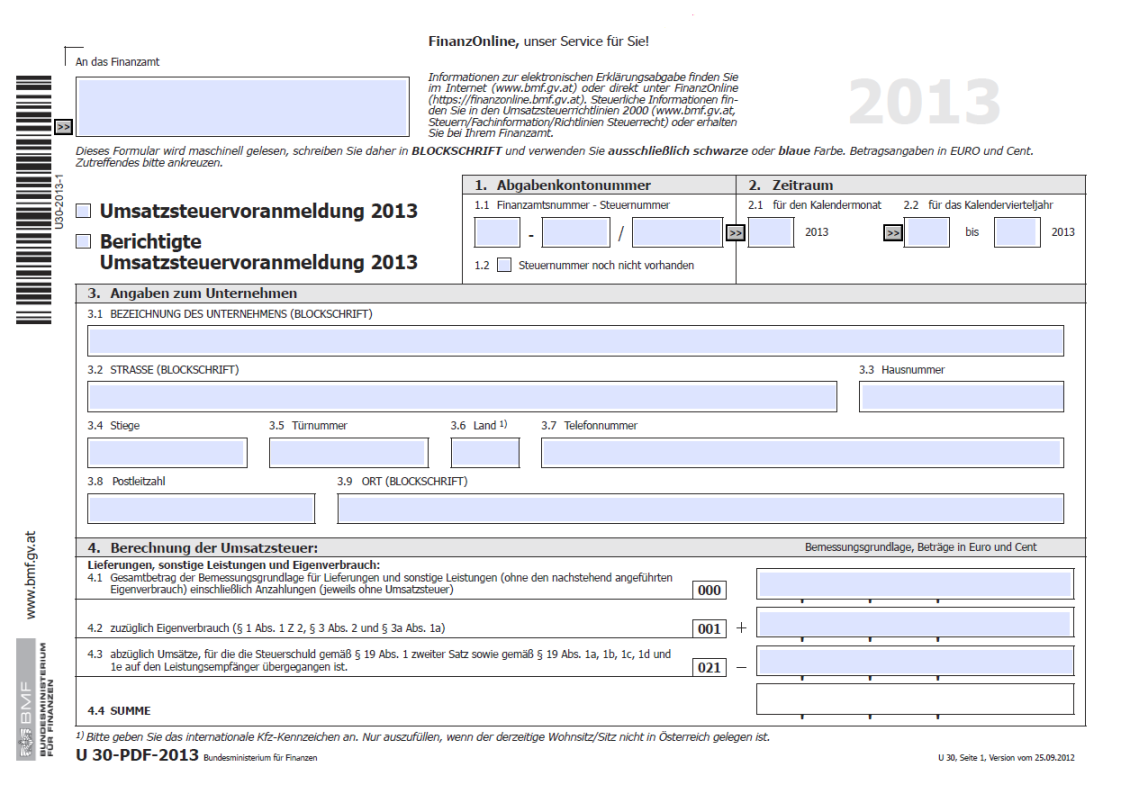 FinanzOnline, unser Service für Sie!
An das Finanzamt
Informationen zur elektronischen Erklärungsabgabe finden Sie
im Internet (www.bmf.gv.at) oder direkt unter FinanzOnline
(https://finanzonline.bmf.gv.at). Steuerliche Informationen fin-
den Sie in den Umsatzsteuerrichtlinien 2000 (www.bmf.gv.at,
Steuern/Fachinformation/Richtlinien Steuerrecht) oder erhalten
Sie bei Ihrem Finanzamt.
2013
>>
Dieses Formular wird maschinell gelesen, schreiben Sie daher in BLOCKSCHRIFT und verwenden Sie ausschließlich schwarze oder blaue Farbe. Betragsangaben in EURO und Cent.
Zutreffendes bitte ankreuzen.
U30-2013-1
Umsatzsteuervoranmeldung 2013
Berichtigte
Umsatzsteuervoranmeldung 2013
1. Abgabenkontonummer
1.1 Finanzamtsnummer - Steuernummer
- /
1.2 Steuernummer noch nicht vorhanden
2. Zeitraum
2.1 für den Kalendermonat 2.2 für das Kalendervierteljahr
>> 2013 >> bis 2013
3. Angaben zum Unternehmen
3.1 BEZEICHNUNG DES UNTERNEHMENS (BLOCKSCHRIFT)
3.2 STRASSE (BLOCKSCHRIFT) 3.3 Hausnummer
3.4 Stiege 3.5 Türnummer 3.6 Land 1) 3.7 Telefonnummer
3.8 Postleitzahl 3.9 ORT (BLOCKSCHRIFT)
4. Berechnung der Umsatzsteuer: Bemessungsgrundlage, Beträge in Euro und Cent
Lieferungen, sonstige Leistungen und Eigenverbrauch:
4.1 Gesamtbetrag der Bemessungsgrundlage für Lieferungen und sonstige Leistungen (ohne den nachstehend angeführten
Eigenverbrauch) einschließlich Anzahlungen (jeweils ohne Umsatzsteuer) 000
4.2 zuzüglich Eigenverbrauch (§ 1 Abs. 1 Z 2, § 3 Abs. 2 und § 3a Abs. 1a) 001 +
4.3 abzüglich Umsätze, für die die Steuerschuld gemäß § 19 Abs. 1 zweiter Satz sowie gemäß § 19 Abs. 1a, 1b, 1c, 1d und
1e auf den Leistungsempfänger übergegangen ist. 021 –
4.4 SUMME
1) Bitte geben Sie das internationale Kfz-Kennzeichen an. Nur auszufüllen, wenn der derzeitige Wohnsitz/Sitz nicht in Österreich gelegen ist.
U 30-PDF-2013 Bundesministerium für Finanzen
U 30, Seite 1, Version vom 25.09.2012
www.bmf.gv.at
BMF
BUNDESMINISTERIUM
FÜR FINANZEN